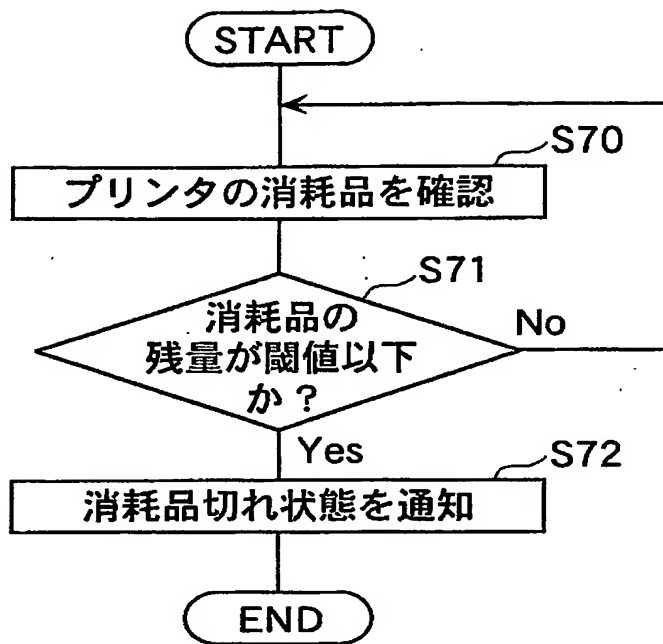 START
S70
プリンタの消耗品を確認
S71
消耗品の
残量が閾値以下
か？
No
Yes
S72
消耗品切れ状態を通知
END